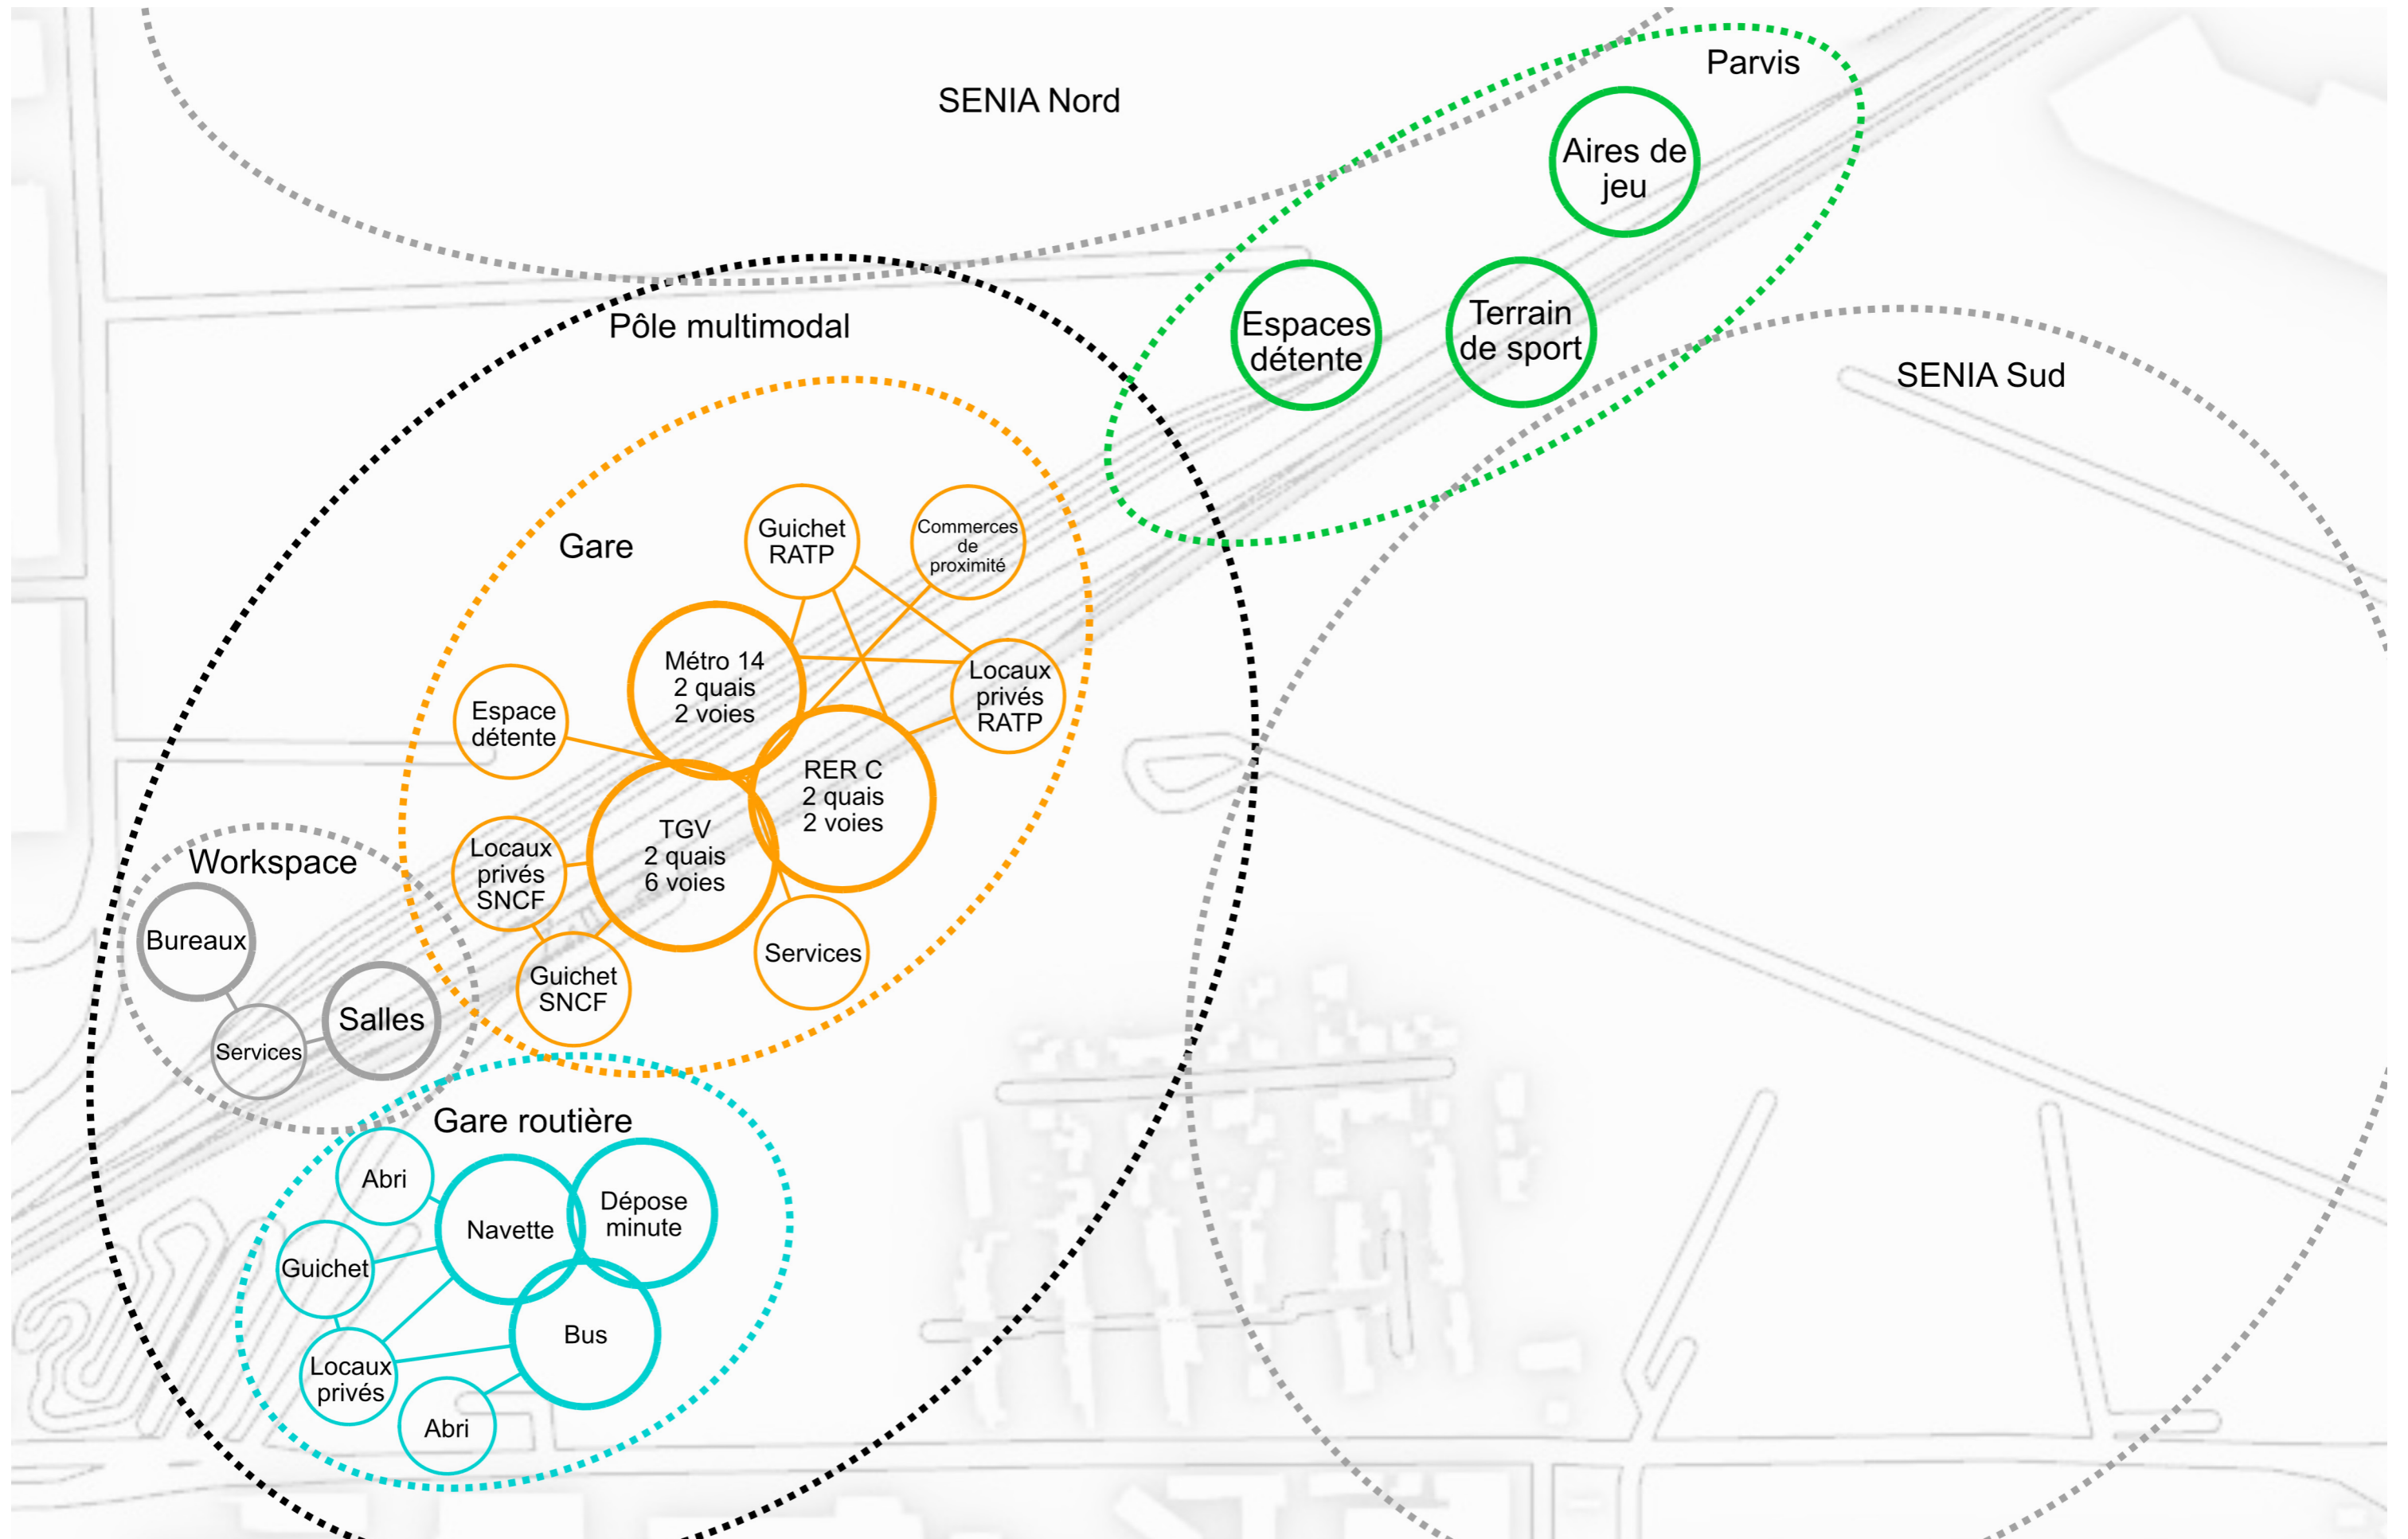 SENIA Nord
Parvis
Aires de
jeu
Espaces
détente
Terrain
de sport
SENIA Sud
Pôle multimodal
Gare
Guichet
RATP
Commerces
de
proximité
Métro 14
2 quais
2 voies
Locaux
privés
RATP
Espace
détente
RER C
2 quais
2 voies
TGV
2 quais
6 voies
Locaux
privés
SNCF
Guichet
SNCF
Services
Workspace
Bureaux
Salles
Services
Gare routière
Abri
Navette
Dépose
minute
Guichet
Bus
Locaux
privés
Abri